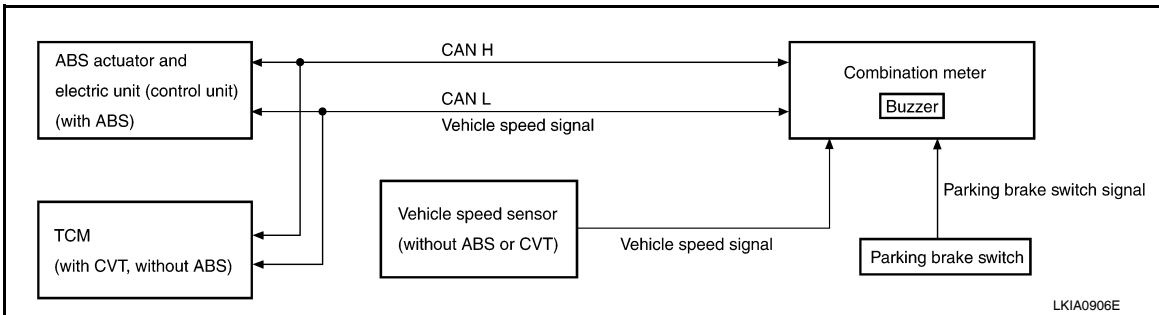 ABS actuator and
electric unit (control unit)
(with ABS)
CAN H
CAN L
Vehicle speed signal
Combination meter
Buzzer
TCM
(with CVT, without ABS)
Vehicle speed sensor
(without ABS or CVT)
Vehicle speed signal
Parking brake switch signal
Parking brake switch
LKIA0906E